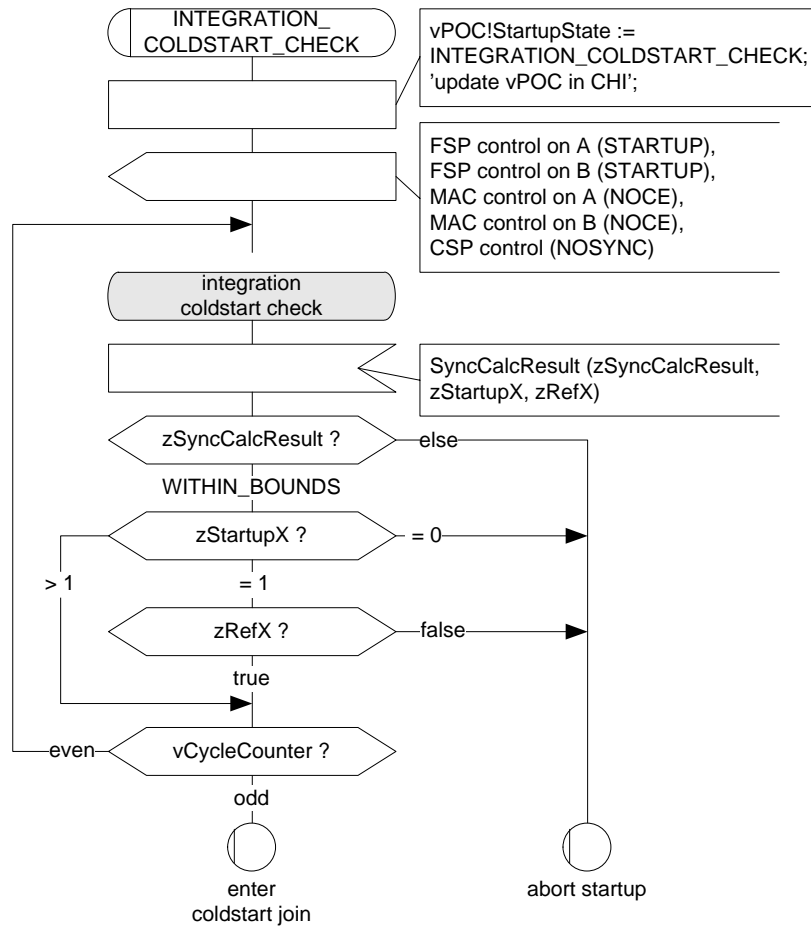 INTEGRATION_
COLDSTART_CHECK
vPOC!StartupState :=
INTEGRATION_COLDSTART_CHECK;
'update vPOC in CHI';
FSP control on A (STARTUP),
FSP control on B (STARTUP),
MAC control on A (NOCE),
MAC control on B (NOCE),
CSP control (NOSYNC)
integration
coldstart check
SyncCalcResult (zSyncCalcResult,
zStartupX, zRefX)
zSyncCalcResult ?
else
WITHIN_BOUNDS
zStartupX ?
= 0
> 1
= 1
zRefX ?
false
true
even
vCycleCounter ?
odd
enter
coldstart join
abort startup